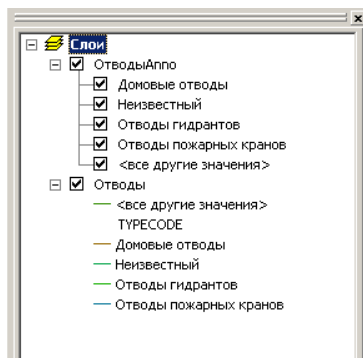 Слои
ОтводыAnno
Домовые отводы
Неизвестный
Отводы гидрантов
Отводы пожарных кранов
<все другие значения>
Отводы
<все другие значения>
TYPECODE
Домовые отводы
Неизвестный
Отводы гидрантов
Отводы пожарных кранов